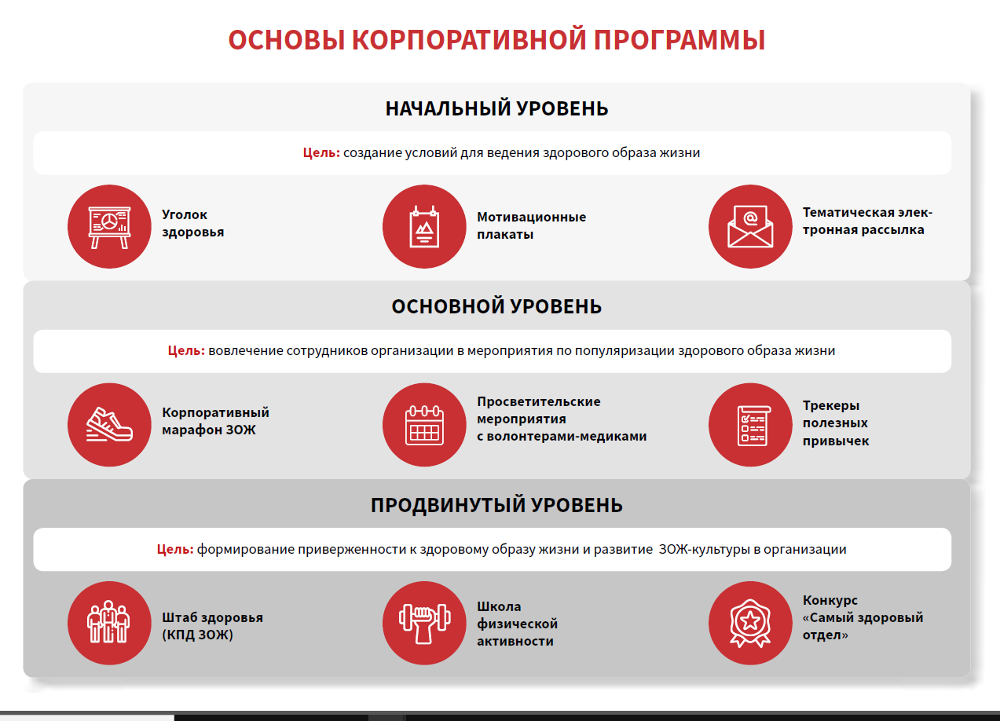 ОСНОВЫ КОРПОРАТИВНОЙ ПРОГРАММЫ
НАЧАЛЬНЫЙ УРОВЕНЬ
Цель: создание условий для ведения здорового образа жизни
Уголок
здоровья
Мотивационные
плакаты
@
Тематическая элек-
тронная рассылка
ОСНОВНОЙ УРОВЕНЬ
Цель: вовлечение сотрудников организации в мероприятия по популяризации здорового образа жизни
Корпоративный
марафон ЗОЖ
Просветительские
мероприятия
с волонтерами-медиками
Трекеры
полезных
привычек
ПРОДВИНУТЫЙ УРОВЕНЬ
Цель: формирование приверженности к здоровому образу жизни и развитие  ЗОЖ-культуры в организации
Штаб здоровья
(КПД ЗОЖ)
Школа
физической
активности
Конкурс
«Самый здоровый
отдел»